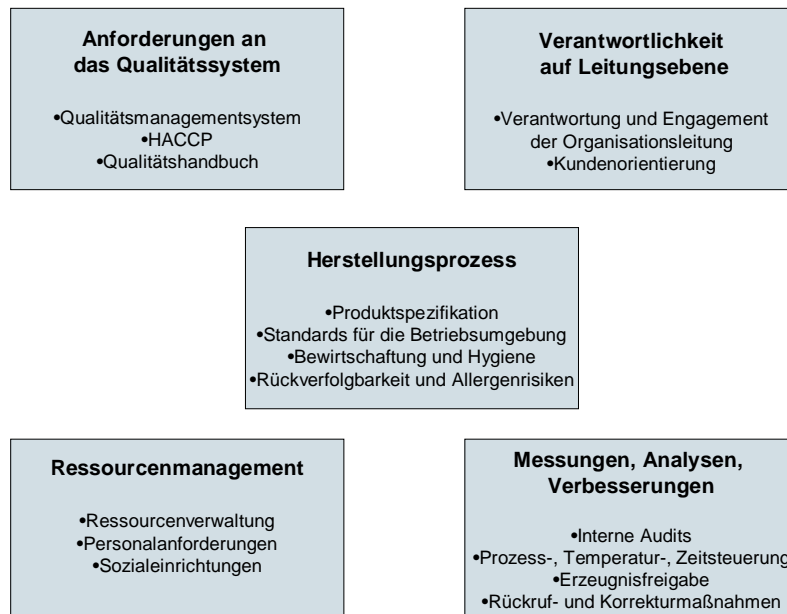 Anforderungen an
das Qualitätssystem
•Qualitätsmanagementsystem
•HACCP
•Qualitätshandbuch
Verantwortlichkeit
auf Leitungsebene
•Verantwortung und Engagement
der Organisationsleitung
•Kundenorientierung
Herstellungsprozess
•Produktspezifikation
•Standards für die Betriebsumgebung
•Bewirtschaftung und Hygiene
•Rückverfolgbarkeit und Allergenrisiken
Ressourcenmanagement
•Ressourcenverwaltung
•Personalanforderungen
•Sozialeinrichtungen
Messungen, Analysen,
Verbesserungen
•Interne Audits
•Prozess-, Temperatur-, Zeitsteuerung
•Erzeugnisfreigabe
•Rückruf- und Korrekturmaßnahmen